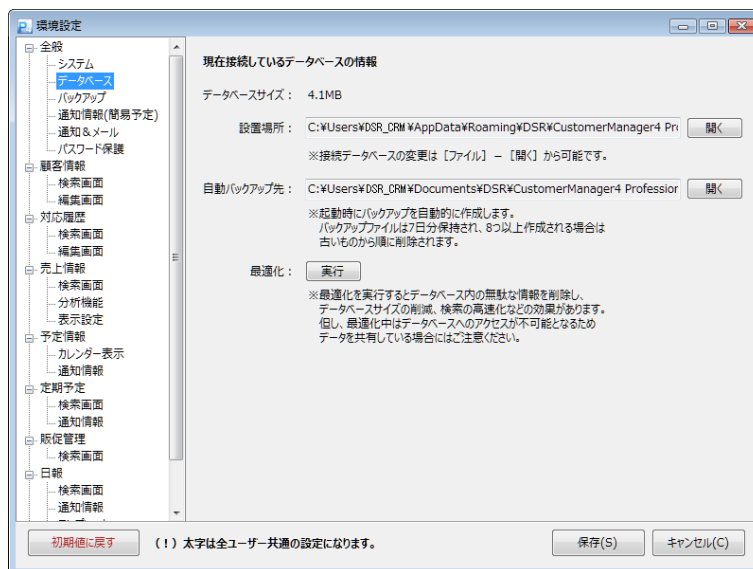 環境設定
全般
システム
データベース
バックアップ
通知情報(簡易予定)
通知&メール
パスワード保護
顧客情報
検索画面
編集画面
対応履歴
検索画面
編集画面
売上情報
検索画面
分析機能
表示設定
予定情報
カレンダー表示
通知情報
定期予定
検索画面
通知情報
販促管理
検索画面
日報
検索画面
通知情報
現在接続しているデータベースの情報
データベースサイズ： 4.1MB
設置場所： C:¥Users¥DSR_CRM¥AppData¥Roaming¥DSR¥CustomerManager4 Pr 開く
※接続データベースの変更は［ファイル］－［開く］から可能です。
自動バックアップ先： C:¥Users¥DSR_CRM¥Documents¥DSR¥CustomerManager4 Professior 開く
※起動時にバックアップを自動的に作成します。
バックアップファイルは7日分保持され、8つ以上作成される場合は
古いものから順に削除されます。
最適化： 実行
※最適化を実行するとデータベース内の無駄な情報を削除し、
データベースサイズの削減、検索の高速化などの効果があります。
但し、最適化中はデータベースへのアクセスが不可能となるため
データを共有している場合にはご注意ください。
初期値に戻す (！) 太字は全ユーザー共通の設定になります。 保存(S) キャンセル(C)